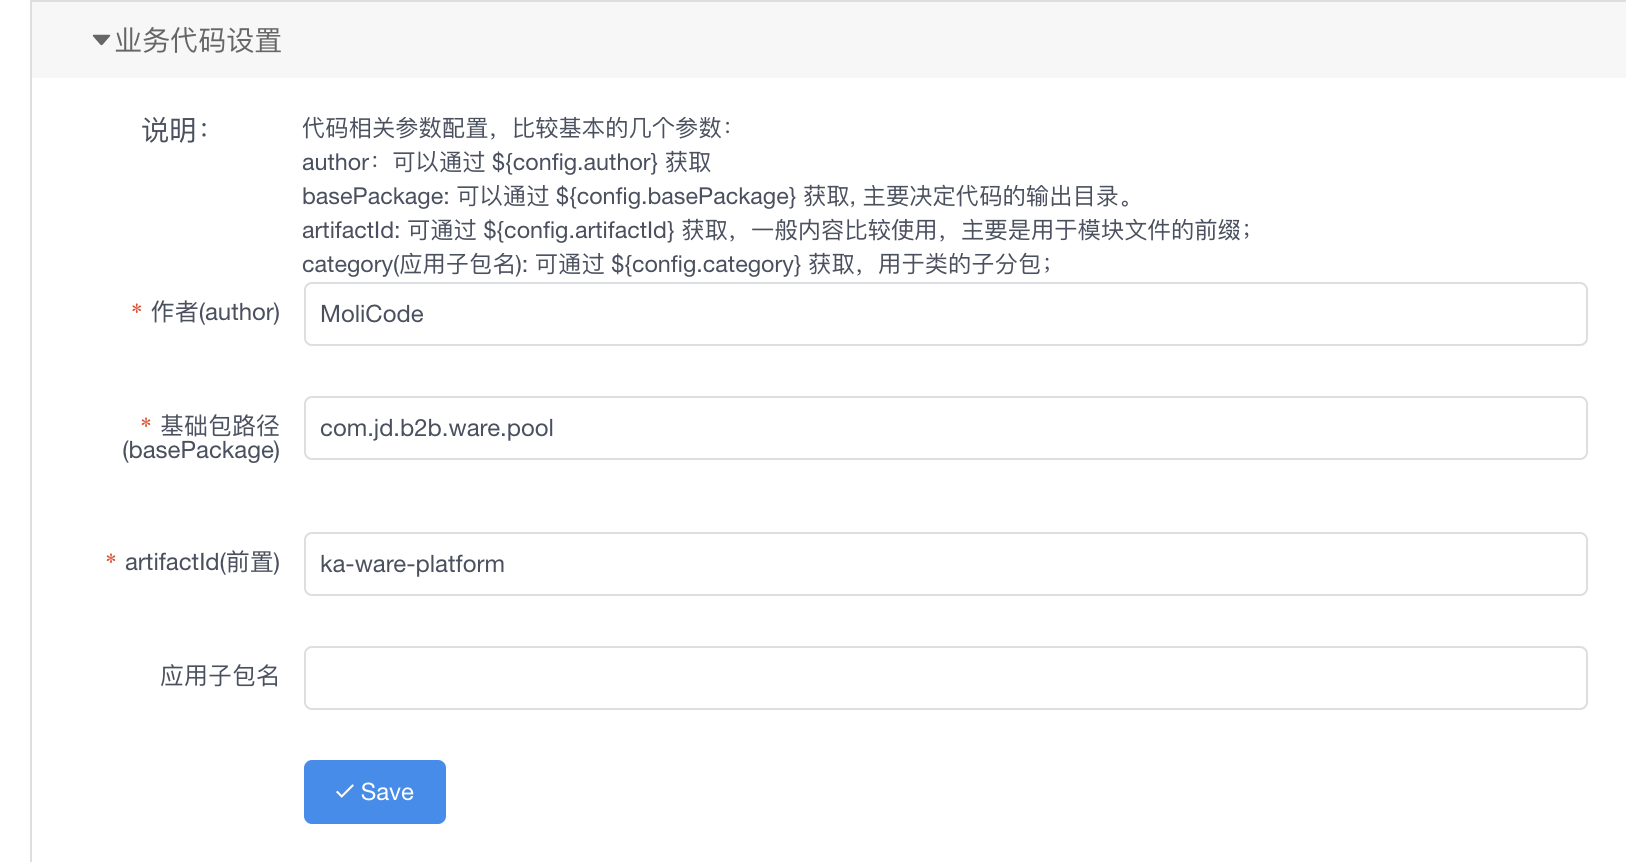 业务代码设置
说明：
代码相关参数配置，比较基本的几个参数：
author：可以通过 ${config.author} 获取
basePackage: 可以通过 ${config.basePackage} 获取, 主要决定代码的输出目录。
artifactId: 可通过 ${config.artifactId} 获取，一般内容比较使用，主要是用于模块文件的前缀；
category(应用子包名): 可通过 ${config.category} 获取，用于类的子分包；
* 作者(author)
MoliCode
* 基础包路径
(basePackage)
com.jd.b2b.ware.pool
* artifactId(前置)
ka-ware-platform
应用子包名
Save